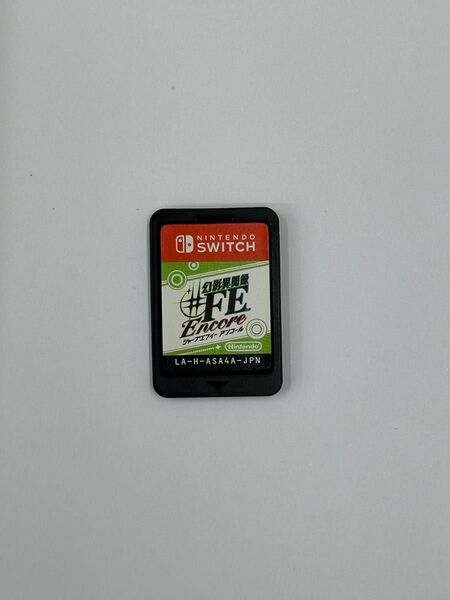 NINTENDO
SWITCH
幻影異聞録
#FE
Encore
シャープエフイー アンコール
Nintendo
LA-H-ASA4A-JPN